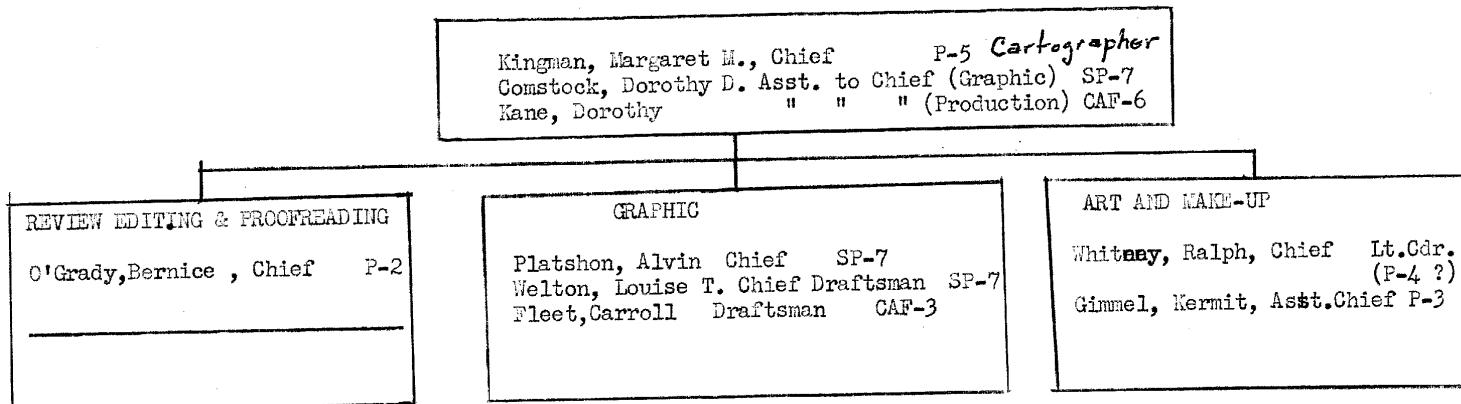 Kingman, Margaret M., Chief P-5 Cartographer
Comstock, Dorothy D. Asst. to Chief (Graphic) SP-7
Kane, Dorothy " " " (Production) CAF-6
REVIEW EDITING & PROOFREADING
O'Grady,Bernice , Chief P-2
GRAPHIC
Platshon, Alvin Chief SP-7
Welton, Louise T. Chief Draftsman SP-7
Fleet,Carroll Draftsman CAF-3
ART AND MAKE-UP
Whitney, Ralph, Chief Lt.Cdr.
(P-4 ?)
Gimmel, Kermit, Asst.Chief P-3